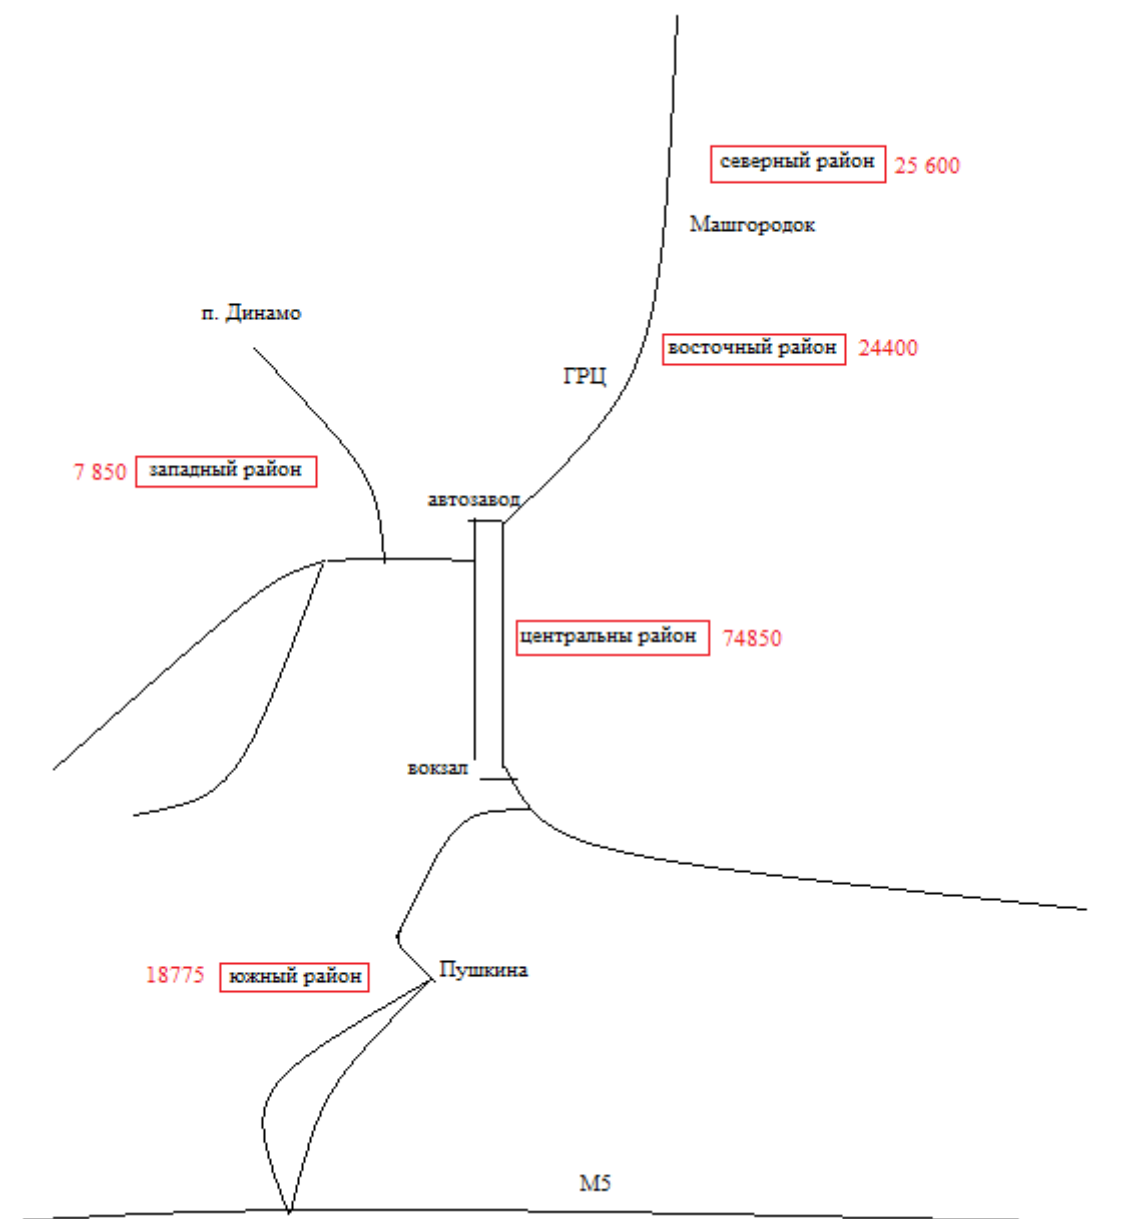 северный район 25 600
Машгородок
п. Динамо
восточный район 24400
ГРЦ
7 850 западный район
автозавод
центральны район 74850
вокзал
Пушкина
18775 южный район
М5